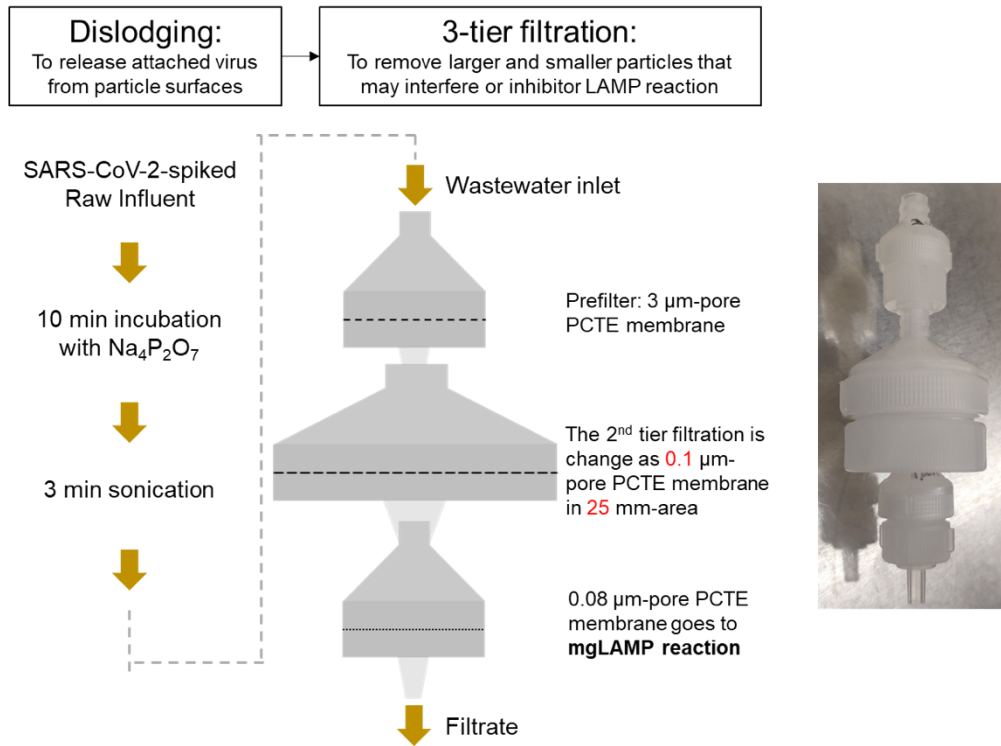 Dislodging:
To release attached virus
from particle surfaces
3-tier filtration:
To remove larger and smaller particles that
may interfere or inhibitor LAMP reaction
SARS-CoV-2-spiked
Raw Influent
10 min incubation
with Na₄P₂O₇
3 min sonication
Wastewater inlet
Prefilter: 3 µm-pore
PCTE membrane
The 2ⁿᵈ tier filtration is
change as 0.1 µm-
pore PCTE membrane
in 25 mm-area
0.08 µm-pore PCTE
membrane goes to
mgLAMP reaction
Filtrate